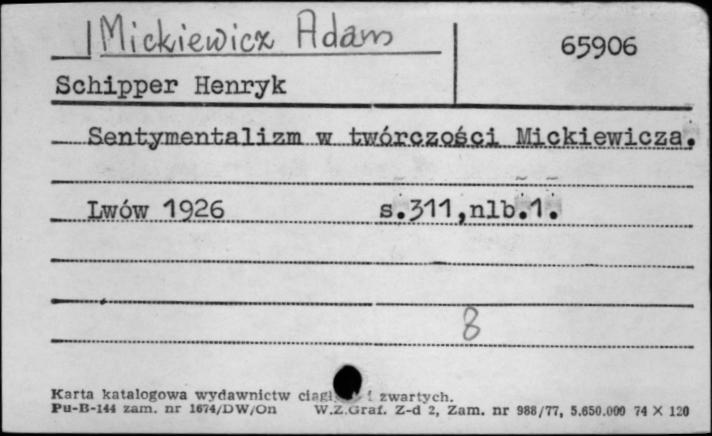 Mickiewicz Adam
65906
Schipper Henryk
Sentymentalizm w twórczości Mickiewicza.
Lwów 1926 s.311,nlb.1.
8
Karta katalogowa wydawnictw i zwartych.
Pu-B-144 zam. nr 1674/DW/On W.Z.Graf. Z-d 2, Zam. nr 988/77, 5.650.000 74 X 120